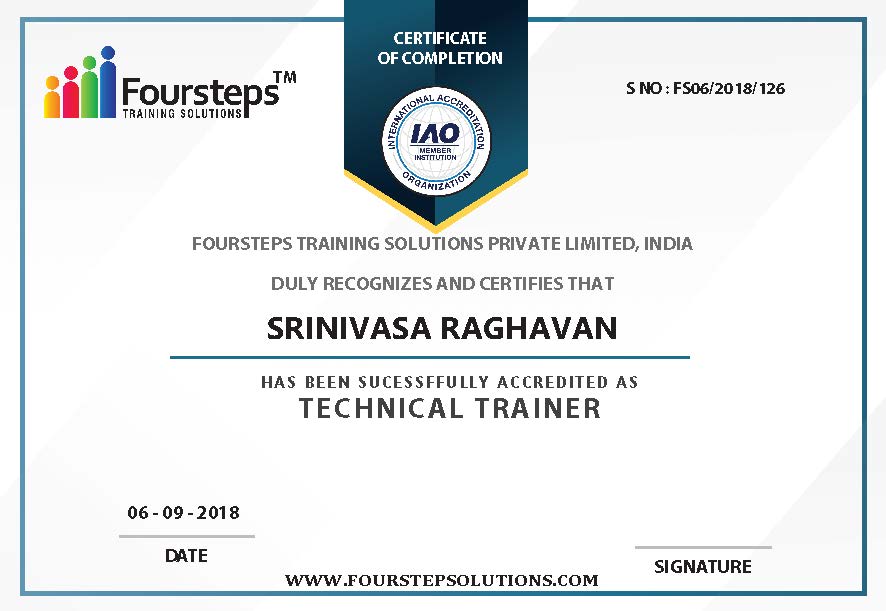 CERTIFICATE
OF COMPLETION
Foursteps™
TRAINING SOLUTIONS
S NO : FS06/2018/126
INTERNATIONAL ACCREDITATION
IAO
MEMBER
INSTITUTION
ORGANIZATION
FOURSTEPS TRAINING SOLUTIONS PRIVATE LIMITED, INDIA
DULY RECOGNIZES AND CERTIFIES THAT
SRINIVASA RAGHAVAN
HAS BEEN SUCESSFFULLY ACCREDITED AS
TECHNICAL TRAINER
06 - 09 - 2018
DATE
SIGNATURE
WWW.FOURSTEPSOLUTIONS.COM